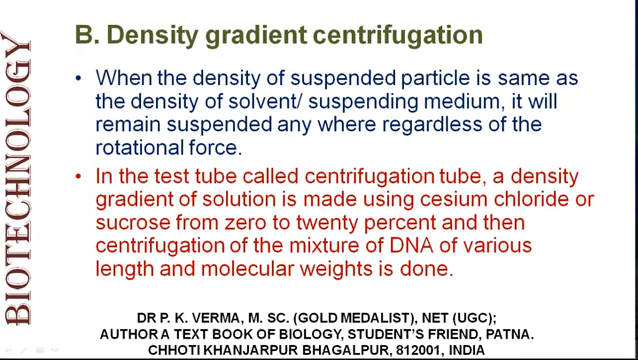 BIOTECHNOLOGY
B. Density gradient centrifugation
• When the density of suspended particle is same as
the density of solvent/ suspending medium, it will
remain suspended any where regardless of the
rotational force.
• In the test tube called centrifugation tube, a density
gradient of solution is made using cesium chloride or
sucrose from zero to twenty percent and then
centrifugation of the mixture of DNA of various
length and molecular weights is done.
DR P. K. VERMA, M. SC. (GOLD MEDALIST), NET (UGC);
AUTHOR A TEXT BOOK OF BIOLOGY, STUDENT'S FRIEND, PATNA.
CHHOTI KHANJARPUR BHAGALPUR, 812001, INDIA